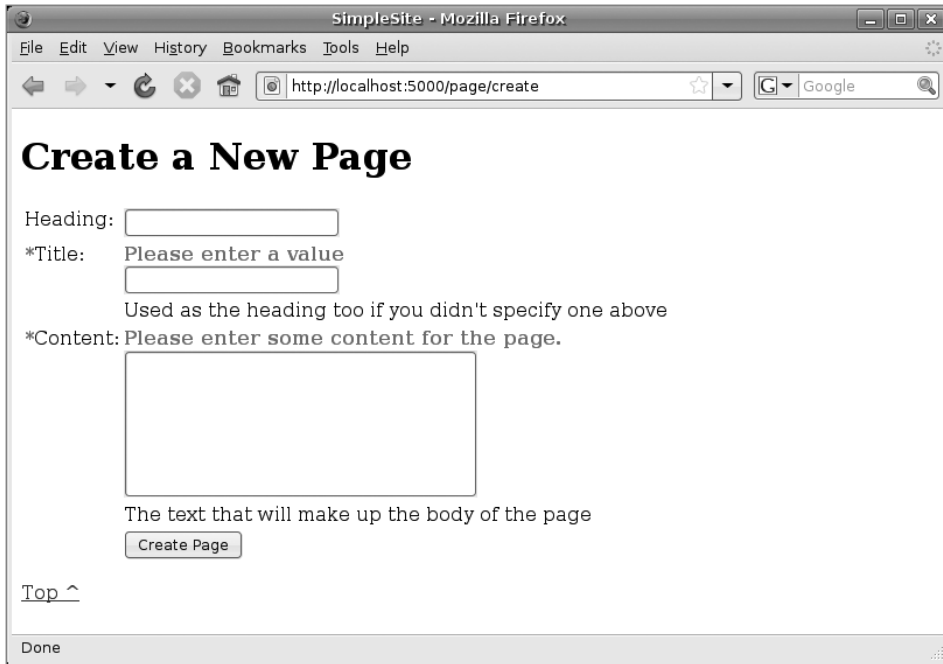 SimpleSite - Mozilla Firefox
File Edit View History Bookmarks Tools Help
http://localhost:5000/page/create G Google
Create a New Page
Heading:
*Title: Please enter a value
Used as the heading too if you didn't specify one above
*Content: Please enter some content for the page.
The text that will make up the body of the page
Create Page
Top ^
Done